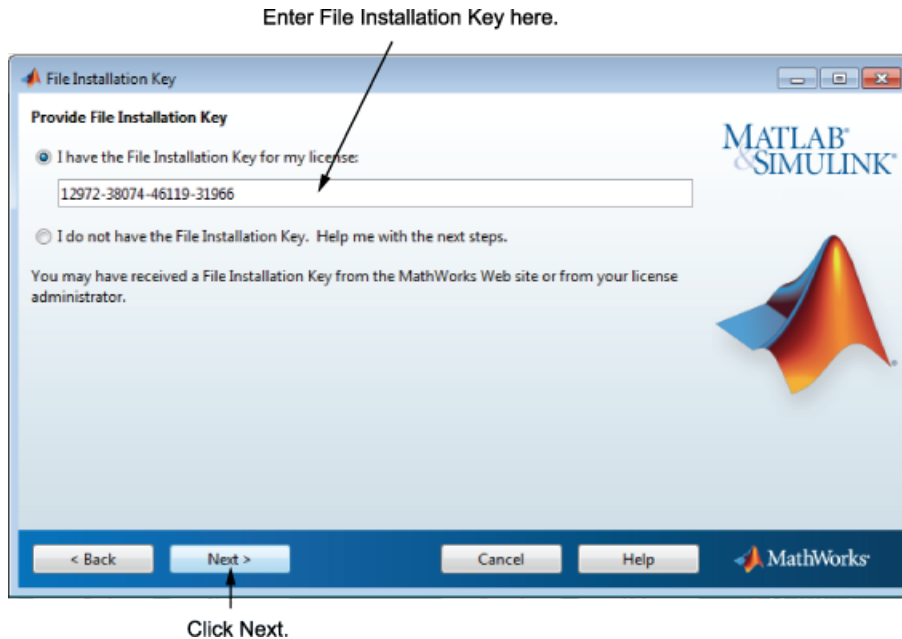 Enter File Installation Key here.
File Installation Key
Provide File Installation Key
MATLAB®
&SIMULINK®
I have the File Installation Key for my license:
12972-38074-46119-31966
I do not have the File Installation Key. Help me with the next steps.
You may have received a File Installation Key from the MathWorks Web site or from your license
administrator.
< Back
Next >
Cancel
Help
MathWorks®
Click Next.